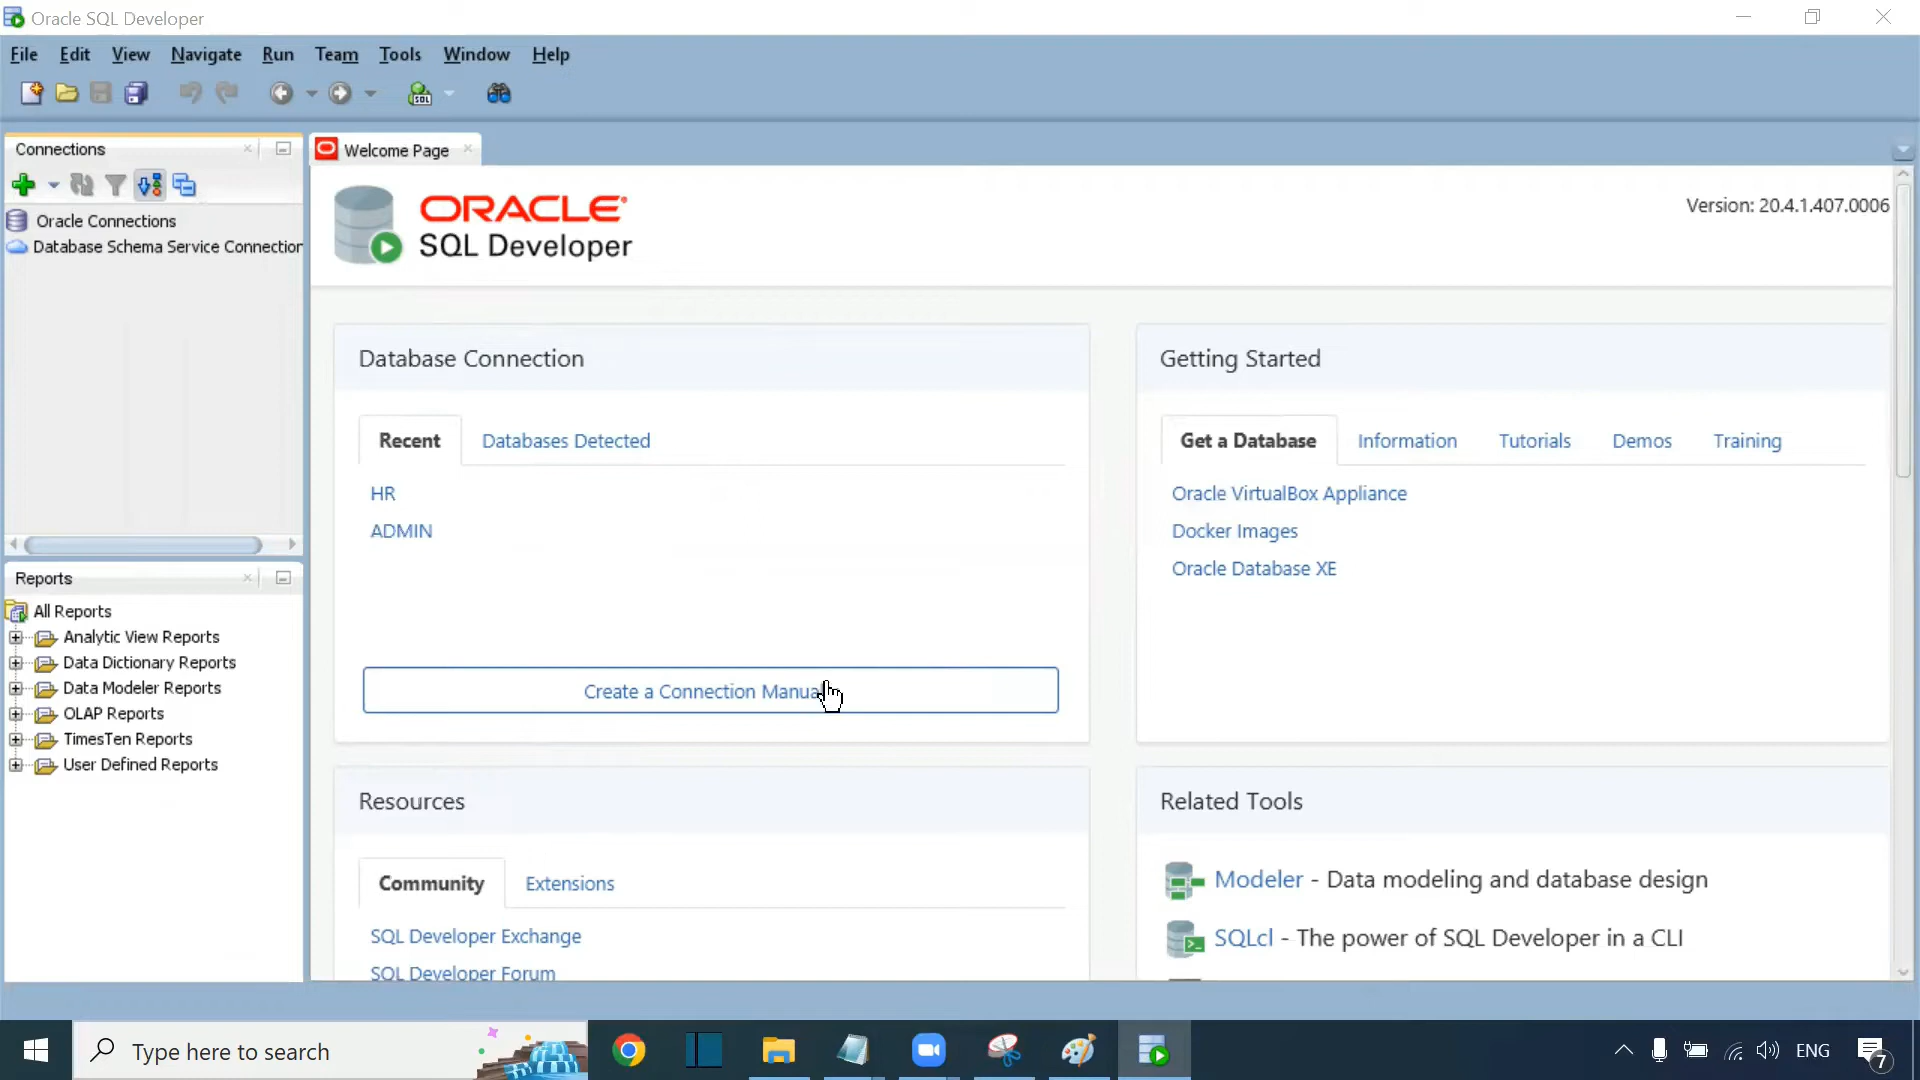 Oracle SQL Developer
File Edit View Navigate Run Team Tools Window Help
SQL
Connections
Oracle Connections
Database Schema Service Connection
Reports
All Reports
Analytic View Reports
Data Dictionary Reports
Data Modeler Reports
OLAP Reports
TimesTen Reports
User Defined Reports
Welcome Page
ORACLE
SQL Developer
Version: 20.4.1.407.0006
Database Connection
Recent Databases Detected
HR
ADMIN
Create a Connection Manual
Getting Started
Get a Database Information Tutorials Demos Training
Oracle VirtualBox Appliance
Docker Images
Oracle Database XE
Resources
Community Extensions
SQL Developer Exchange
SQL Developer Forum
Related Tools
Modeler - Data modeling and database design
SQLcl - The power of SQL Developer in a CLI
Type here to search
ENG
7